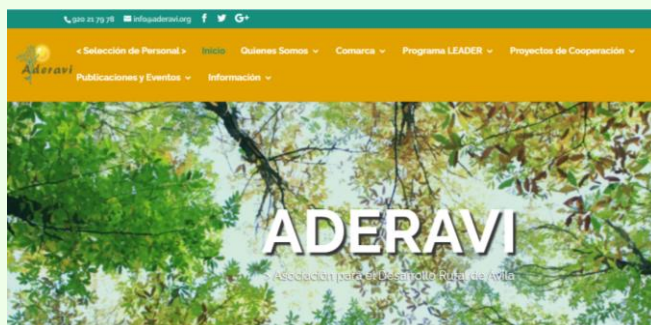 920 21 79 78 info@aderavi.org f G+
Aderavi
< Selección de Personal > Inicio Quienes Somos Comarca Programa LEADER Proyectos de Cooperación
Publicaciones y Eventos Información
ADERAVI
Asociación para el Desarrollo Rural de Ávila